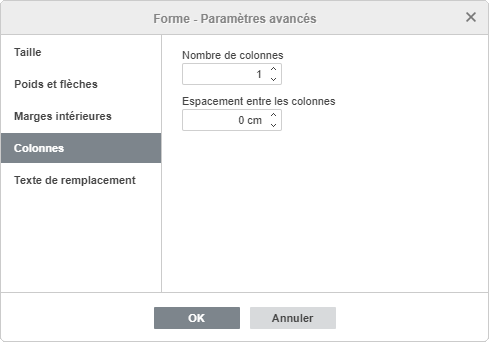 Forme - Paramètres avancés
Taille
Poids et flèches
Marges intérieures
Colonnes
Texte de remplacement
Nombre de colonnes
1
Espacement entre les colonnes
0 cm
OK
Annuler